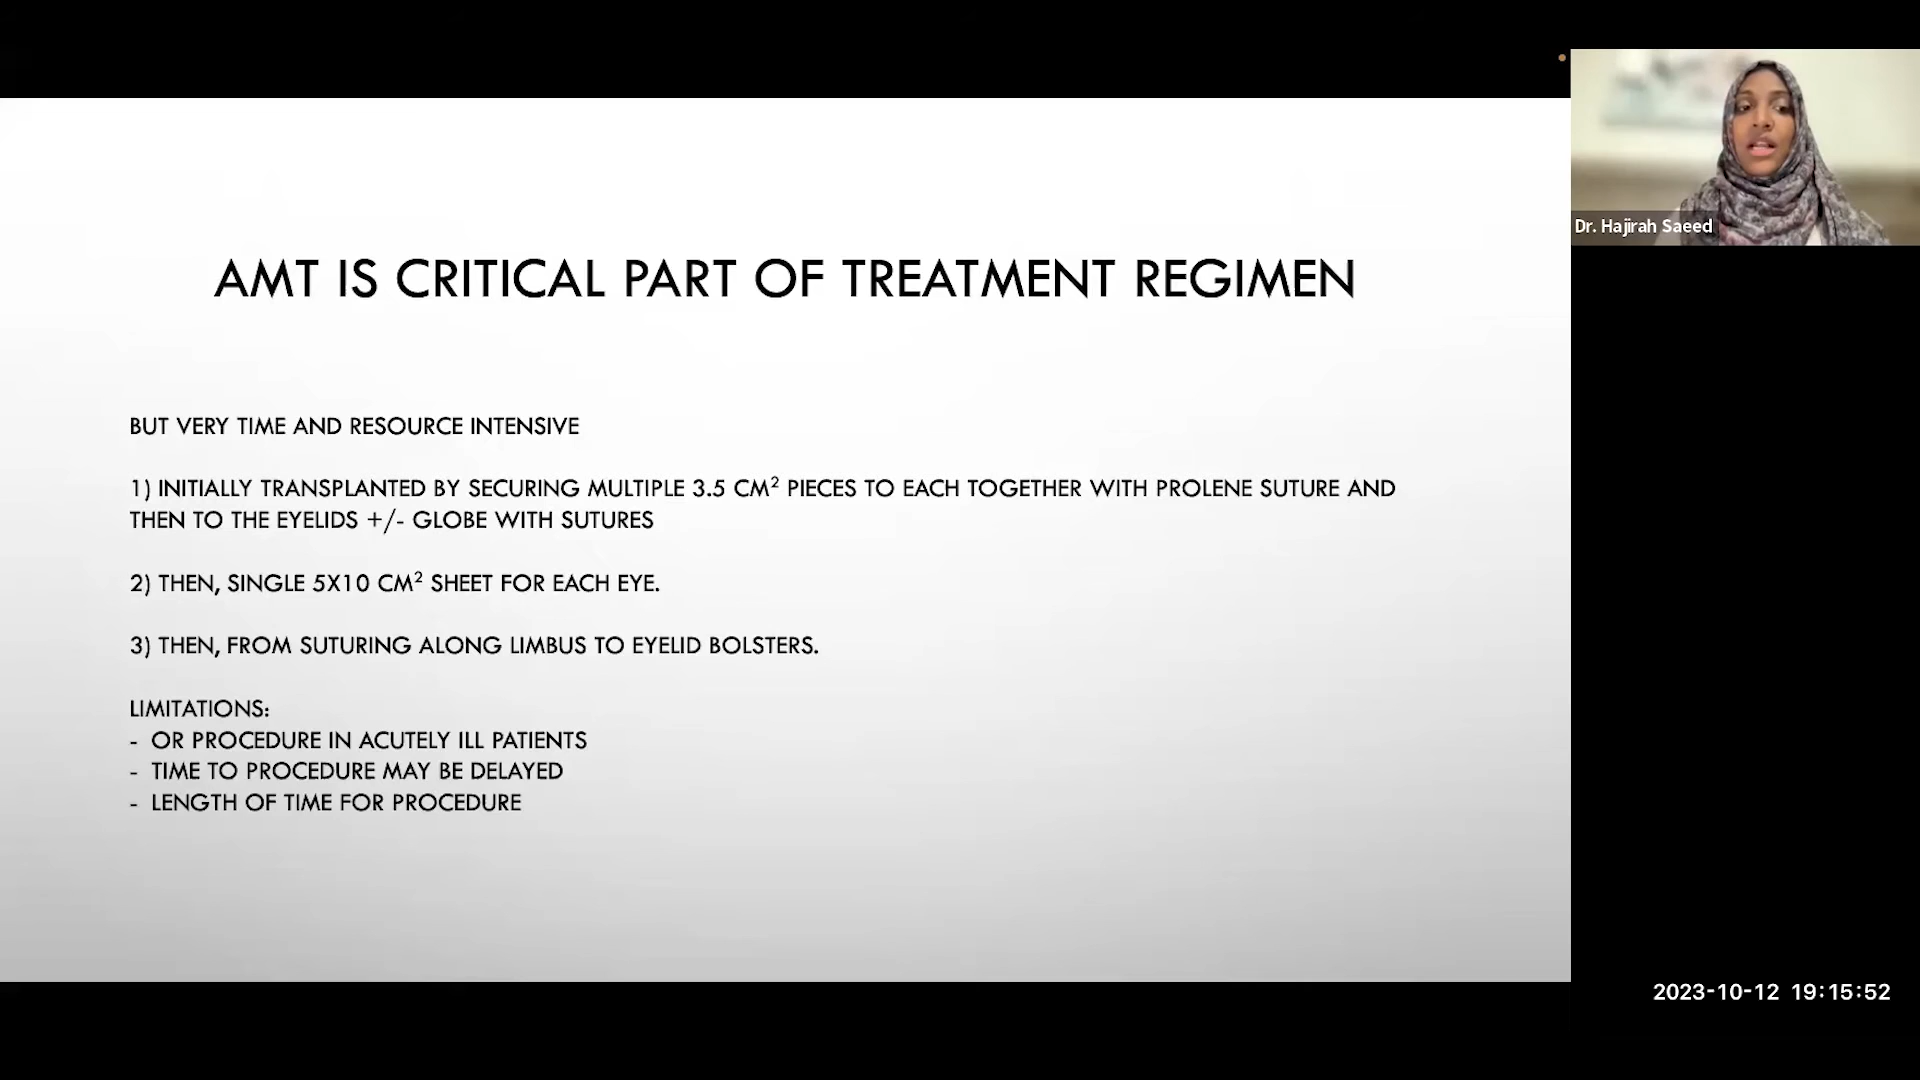 AMT IS CRITICAL PART OF TREATMENT REGIMEN
BUT VERY TIME AND RESOURCE INTENSIVE
1) INITIALLY TRANSPLANTED BY SECURING MULTIPLE 3.5 CM² PIECES TO EACH TOGETHER WITH PROLENE SUTURE AND
THEN TO THE EYELIDS +/- GLOBE WITH SUTURES
2) THEN, SINGLE 5X10 CM² SHEET FOR EACH EYE.
3) THEN, FROM SUTURING ALONG LIMBUS TO EYELID BOLSTERS.
LIMITATIONS:
- OR PROCEDURE IN ACUTELY ILL PATIENTS
- TIME TO PROCEDURE MAY BE DELAYED
- LENGTH OF TIME FOR PROCEDURE
Dr. Hajirah Saeed
2023-10-12 19:15:52